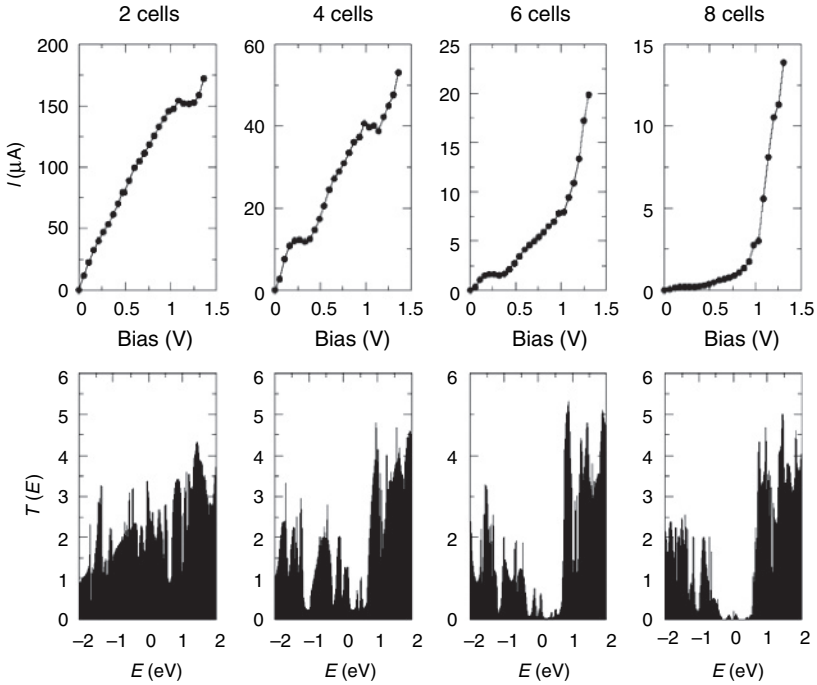 2 cells 4 cells 6 cells 8 cells
200 60 25 15
150 20
40 10
100 15
10
20 5
50 5
0 0 0 0
I (μA)
0 0.5 1 1.5 0 0.5 1 1.5 0 0.5 1 1.5 0 0.5 1 1.5
Bias (V) Bias (V) Bias (V) Bias (V)
6 6 6 6
5 5 5 5
4 4 4 4
3 3 3 3
2 2 2 2
1 1 1 1
0 0 0 0
T (E)
−2 −1 0 1 2 −2 −1 0 1 2 −2 −1 0 1 2 −2 −1 0 1 2
E (eV) E (eV) E (eV) E (eV)